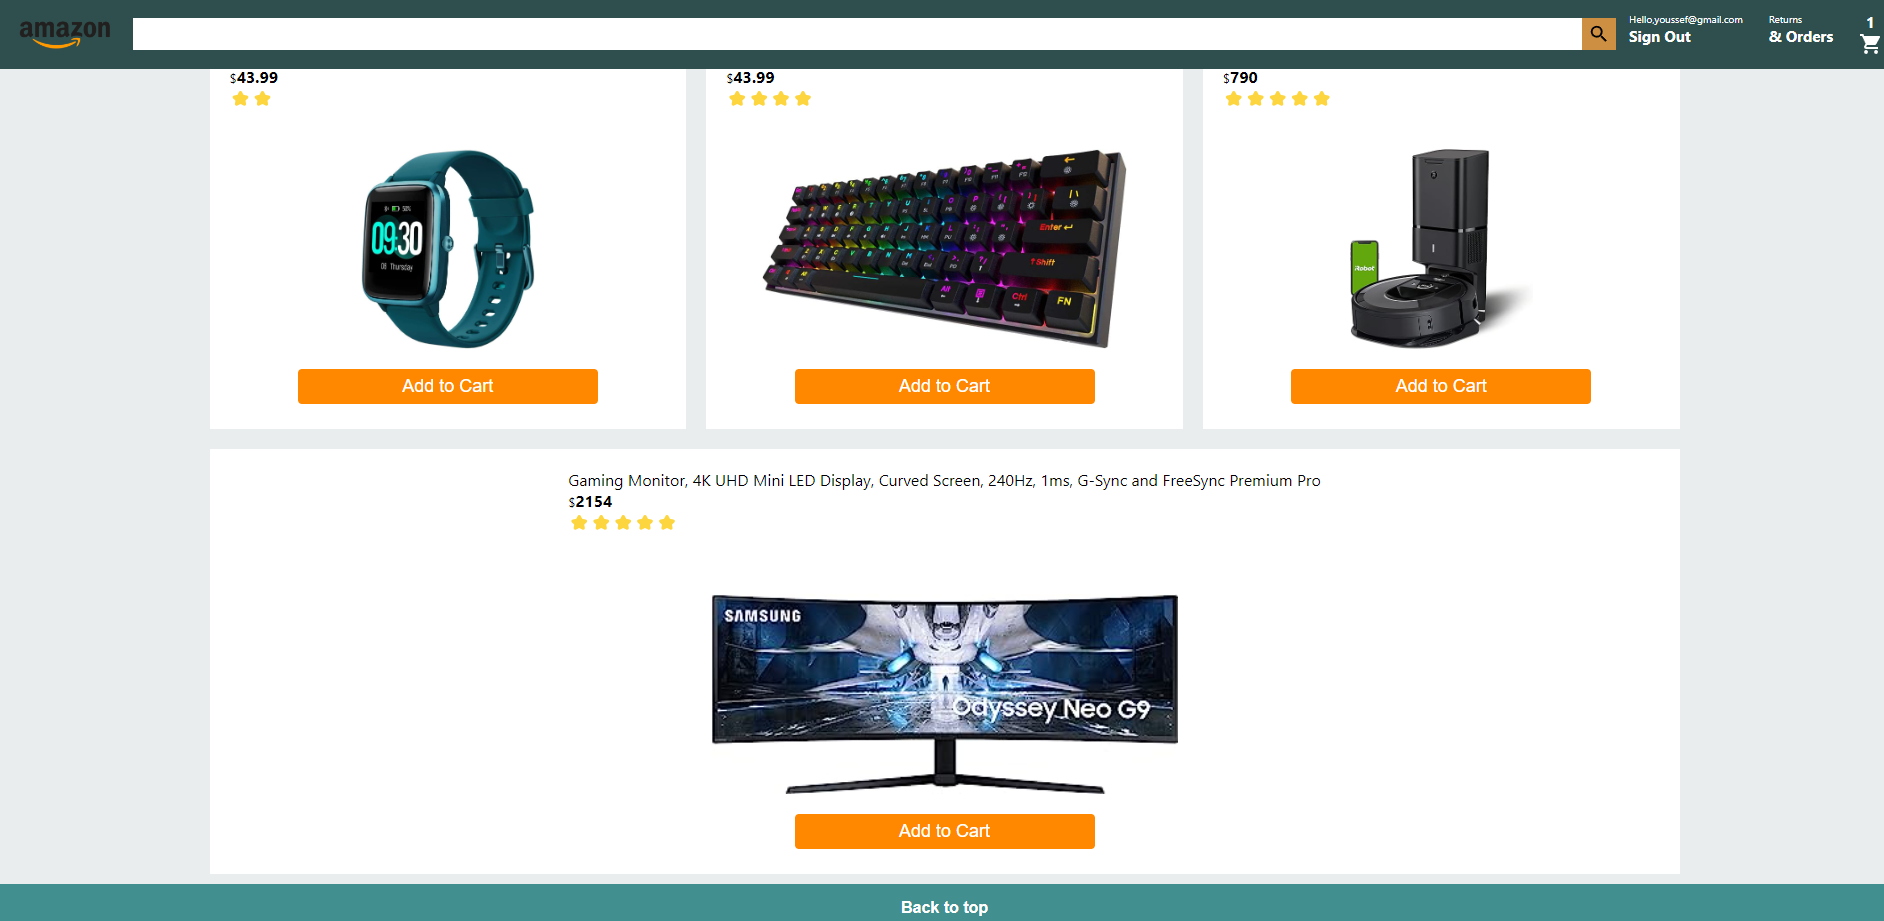 amazon
Hello,youssef@gmail.com
Sign Out
Returns
& Orders
1
$43.99
$43.99
$790
09:30
06 Thursday
Enter
Shift
Alt
Ctrl
FN
iRobot
Add to Cart
Add to Cart
Add to Cart
Gaming Monitor, 4K UHD Mini LED Display, Curved Screen, 240Hz, 1ms, G-Sync and FreeSync Premium Pro
$2154
SAMSUNG
Odyssey Neo G9
Add to Cart
Back to top